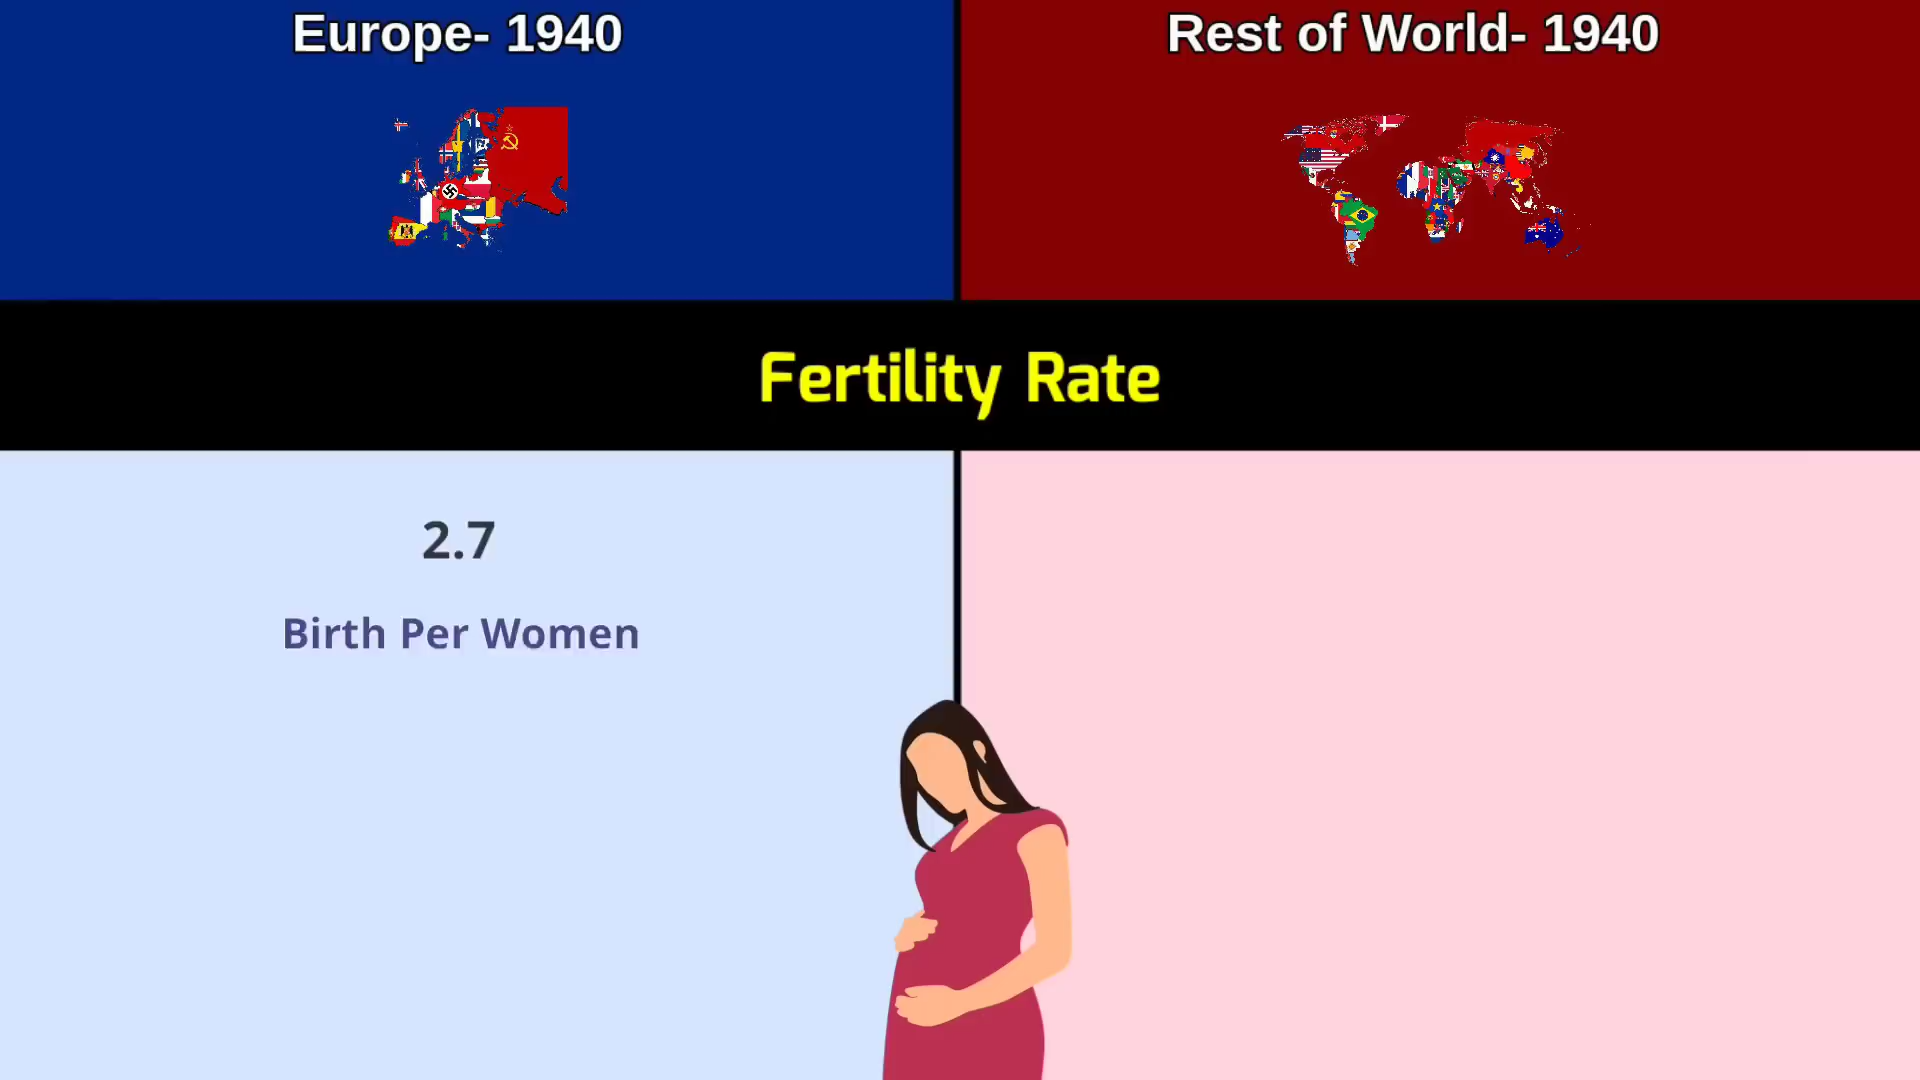 Europe- 1940
Rest of World- 1940
Fertility Rate
2.7
Birth Per Women